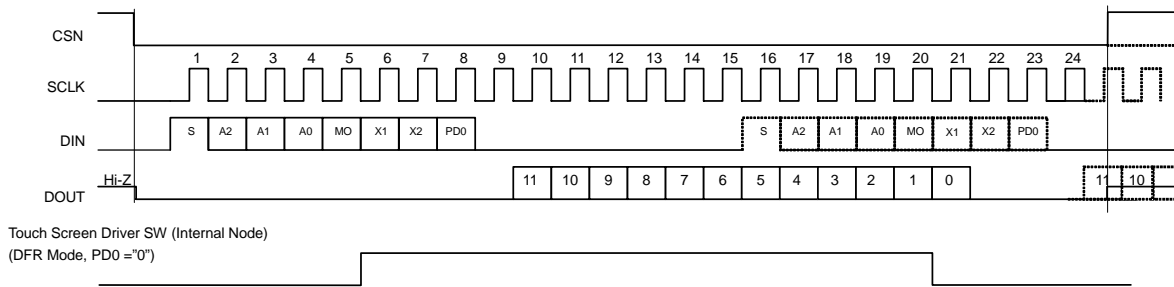 CSN
1 2 3 4 5 6 7 8 9 10 11 12 13 14 15 16 17 18 19 20 21 22 23 24
SCLK
S A2 A1 A0 MO X1 X2 PD0 S A2 A1 A0 MO X1 X2 PD0
DIN
Hi-Z
11 10 9 8 7 6 5 4 3 2 1 0 11 10
DOUT
Touch Screen Driver SW (Internal Node)
(DFR Mode, PD0 ="0")